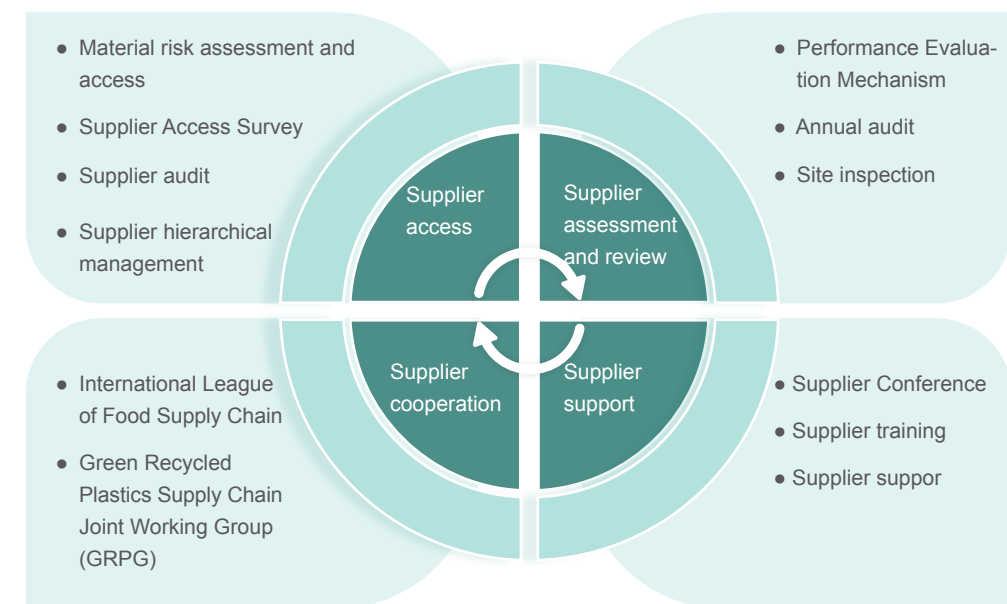 ● Material risk assessment and
access
● Supplier Access Survey
● Supplier audit
● Supplier hierarchical
management
Supplier
access
Supplier
assessment
and review
● Performance Evalua-
tion Mechanism
● Annual audit
● Site inspection
● International League
of Food Supply Chain
● Green Recycled
Plastics Supply Chain
Joint Working Group
(GRPG)
Supplier
cooperation
Supplier
support
● Supplier Conference
● Supplier training
● Supplier suppor